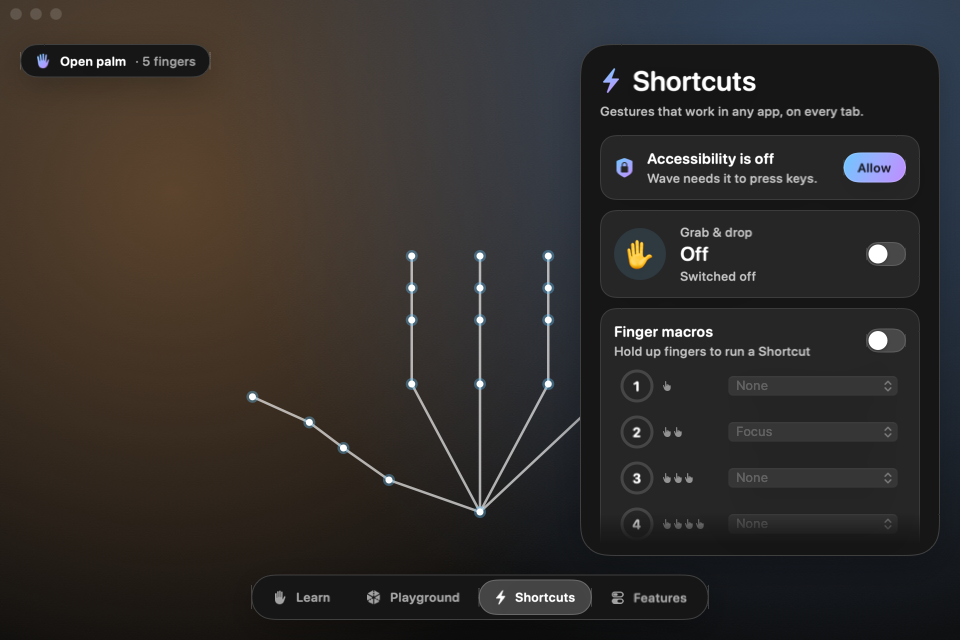 Open palm · 5 fingers
Shortcuts
Gestures that work in any app, on every tab.
Accessibility is off
Wave needs it to press keys.
Allow
Grab & drop
Off
Switched off
Finger macros
Hold up fingers to run a Shortcut
1 None
2 Focus
3 None
4 None
Learn Playground Shortcuts Features